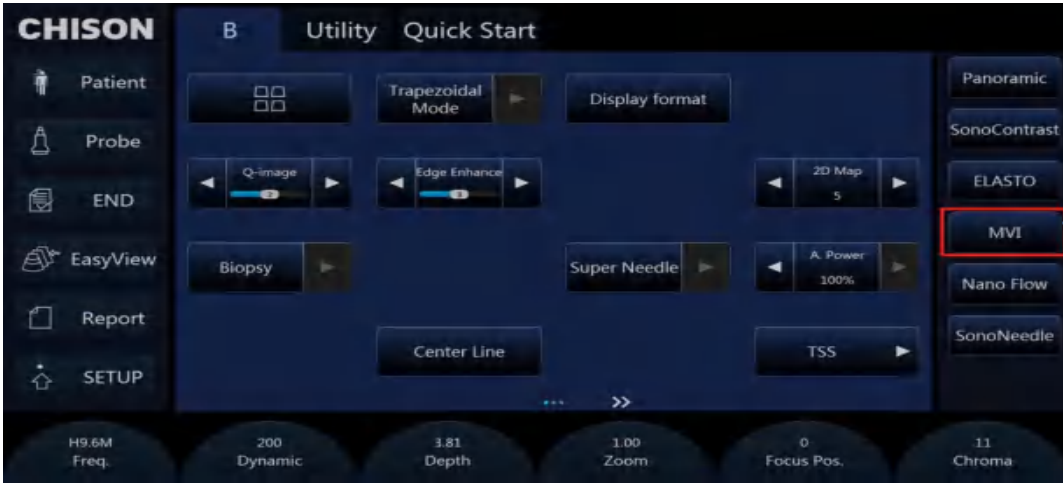 CHISON
B
Utility
Quick Start
Patient
Probe
END
EasyView
Report
SETUP
Trapezoidal
Mode
Display format
Q-image
2
Edge Enhance
3
2D Map
5
Biopsy
Super Needle
A. Power
100%
Center Line
TSS
Panoramic
SonoContrast
ELASTO
MVI
Nano Flow
SonoNeedle
H9.6M
Freq.
200
Dynamic
3.81
Depth
1.00
Zoom
0
Focus Pos.
11
Chroma